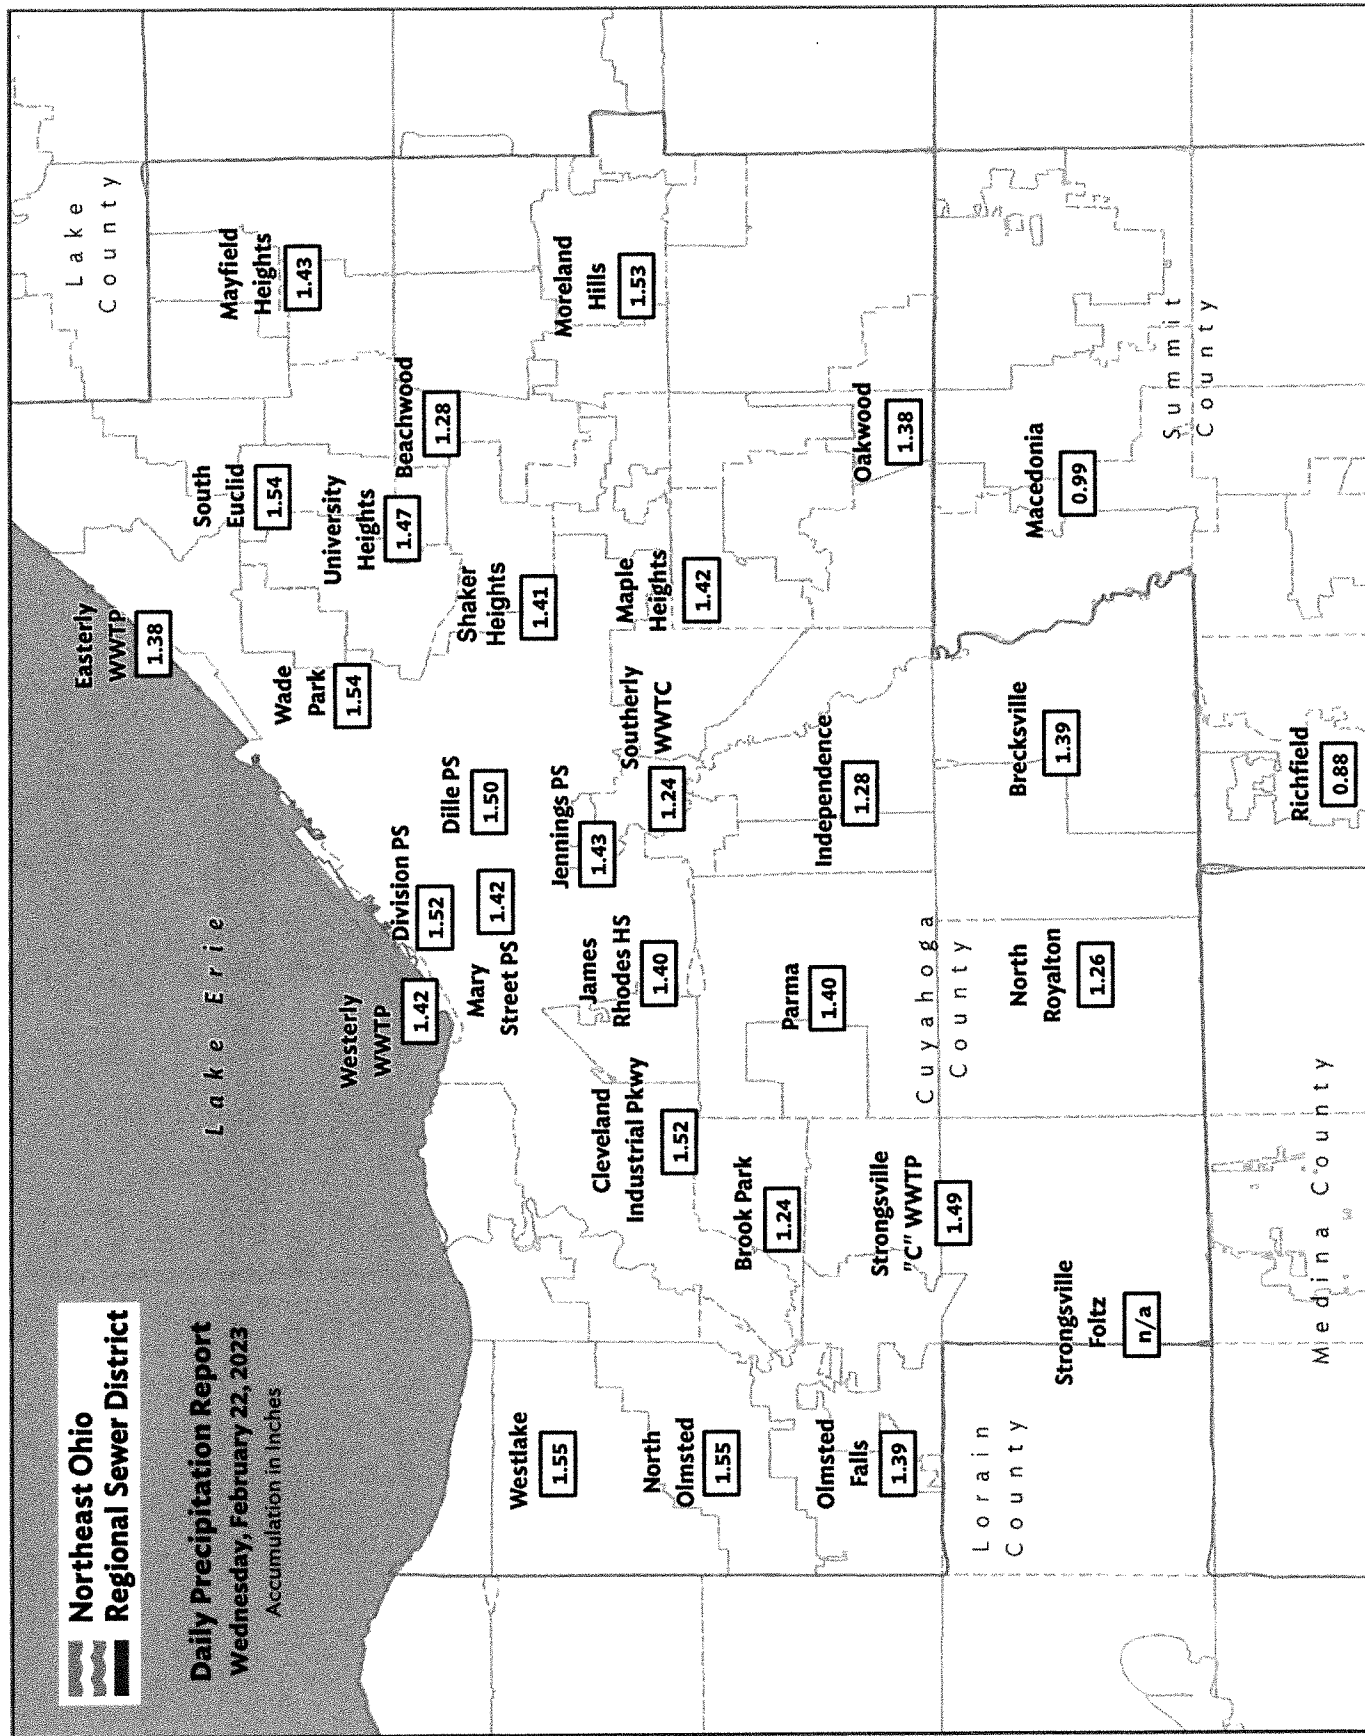 Northeast Ohio
Regional Sewer District
Daily Precipitation Report
Wednesday, February 22, 2023
Accumulation in Inches
Lake Erie
Lake
County
Easterly
WWTP
1.38
South
Euclid
1.54
Mayfield
Heights
1.43
Wade
Park
1.54
University
Heights
1.47
Beachwood
1.28
Westerly
WWTP
1.42
Division PS
1.52
Dille PS
1.50
Mary
Street PS
1.42
Shaker
Heights
1.41
Moreland
Hills
1.53
Westlake
1.55
Cleveland
Industrial Pkwy
1.52
James
Rhodes HS
1.40
Jennings PS
1.43
Southerly
WWTC
1.24
Maple
Heights
1.42
North
Olmsted
1.55
Brook Park
1.24
Parma
1.40
Independence
1.28
Oakwood
1.38
Olmsted
Falls
1.39
Strongsville
"C" WWTP
1.49
Cuyahoga
County
Lorain
County
Strongsville
Foltz
n/a
North
Royalton
1.26
Brecksville
1.39
Macedonia
0.99
Summit
County
Medina County
Richfield
0.88